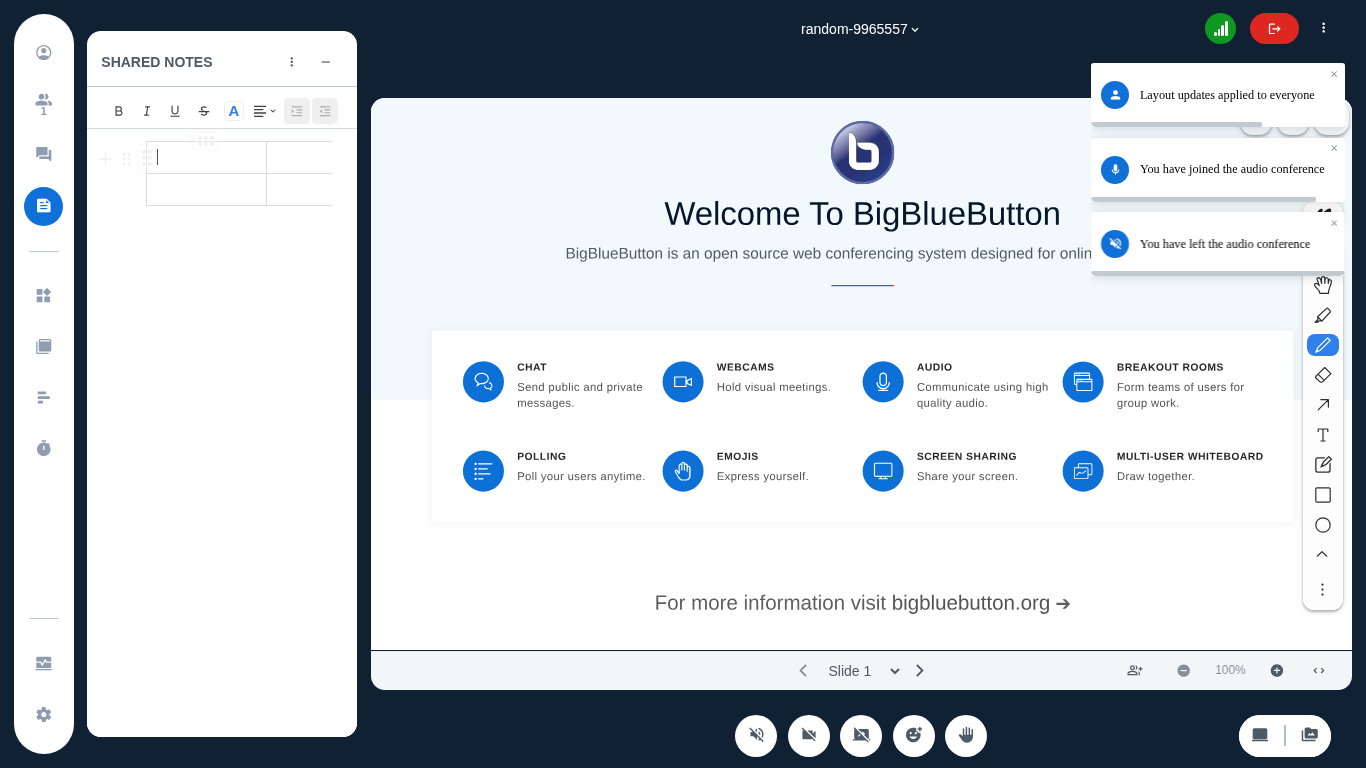 random-9965557
SHARED NOTES
1
B I U S A
Layout updates applied to everyone
You have joined the audio conference
You have left the audio conference
Welcome To BigBlueButton
BigBlueButton is an open source web conferencing system designed for onlin
CHAT
Send public and private
messages.
WEBCAMS
Hold visual meetings.
AUDIO
Communicate using high
quality audio.
BREAKOUT ROOMS
Form teams of users for
group work.
POLLING
Poll your users anytime.
EMOJIS
Express yourself.
SCREEN SHARING
Share your screen.
MULTI-USER WHITEBOARD
Draw together.
For more information visit bigbluebutton.org ➔
Slide 1
100%